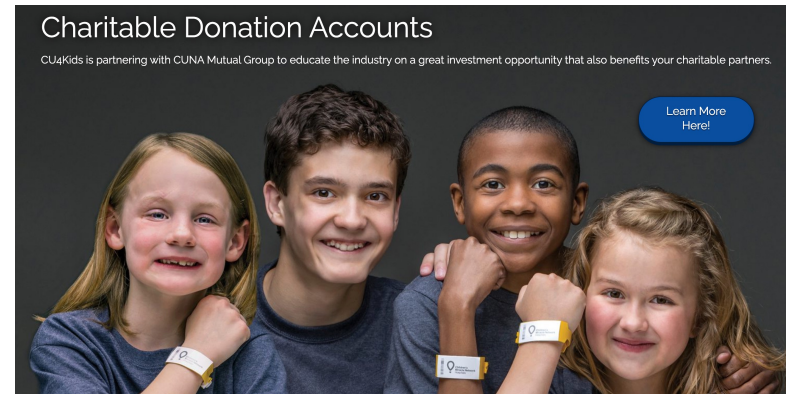 Charitable Donation Accounts
CU4Kids is partnering with CUNA Mutual Group to educate the industry on a great investment opportunity that also benefits your charitable partners.
Learn More
Here!